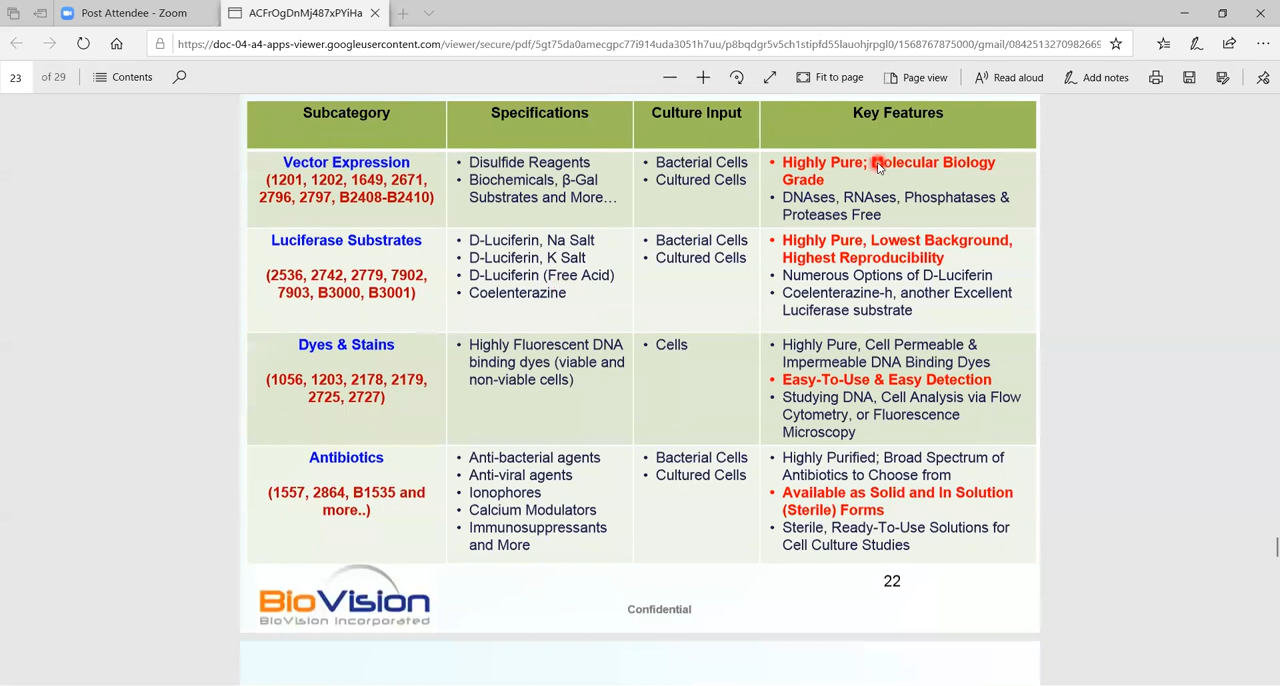 Post Attendee - Zoom
ACFrOgDnMj487xPYiHa
https://doc-04-a4-apps-viewer.googleusercontent.com/viewer/secure/pdf/5gt75da0amecgpc77i914uda3051h7uu/p8bqdgr5v5ch1stipfd55lauohjrpgl0/1568767875000/gmail/0842513270982669
23 of 29 Contents Fit to page Page view Read aloud Add notes
Subcategory Specifications Culture Input Key Features
Vector Expression
(1201, 1202, 1649, 2671,
2796, 2797, B2408-B2410)
• Disulfide Reagents
• Biochemicals, β-Gal
Substrates and More…
• Bacterial Cells
• Cultured Cells
• Highly Pure; Molecular Biology
Grade
• DNAses, RNAses, Phosphatases &
Proteases Free
Luciferase Substrates
(2536, 2742, 2779, 7902,
7903, B3000, B3001)
• D-Luciferin, Na Salt
• D-Luciferin, K Salt
• D-Luciferin (Free Acid)
• Coelenterazine
• Bacterial Cells
• Cultured Cells
• Highly Pure, Lowest Background,
Highest Reproducibility
• Numerous Options of D-Luciferin
• Coelenterazine-h, another Excellent
Luciferase substrate
Dyes & Stains
(1056, 1203, 2178, 2179,
2725, 2727)
• Highly Fluorescent DNA
binding dyes (viable and
non-viable cells)
• Cells
• Highly Pure, Cell Permeable &
Impermeable DNA Binding Dyes
• Easy-To-Use & Easy Detection
• Studying DNA, Cell Analysis via Flow
Cytometry, or Fluorescence
Microscopy
Antibiotics
(1557, 2864, B1535 and
more..)
• Anti-bacterial agents
• Anti-viral agents
• Ionophores
• Calcium Modulators
• Immunosuppressants
and More
• Bacterial Cells
• Cultured Cells
• Highly Purified; Broad Spectrum of
Antibiotics to Choose from
• Available as Solid and In Solution
(Sterile) Forms
• Sterile, Ready-To-Use Solutions for
Cell Culture Studies
22
BioVision
BioVision Incorporated
Confidential